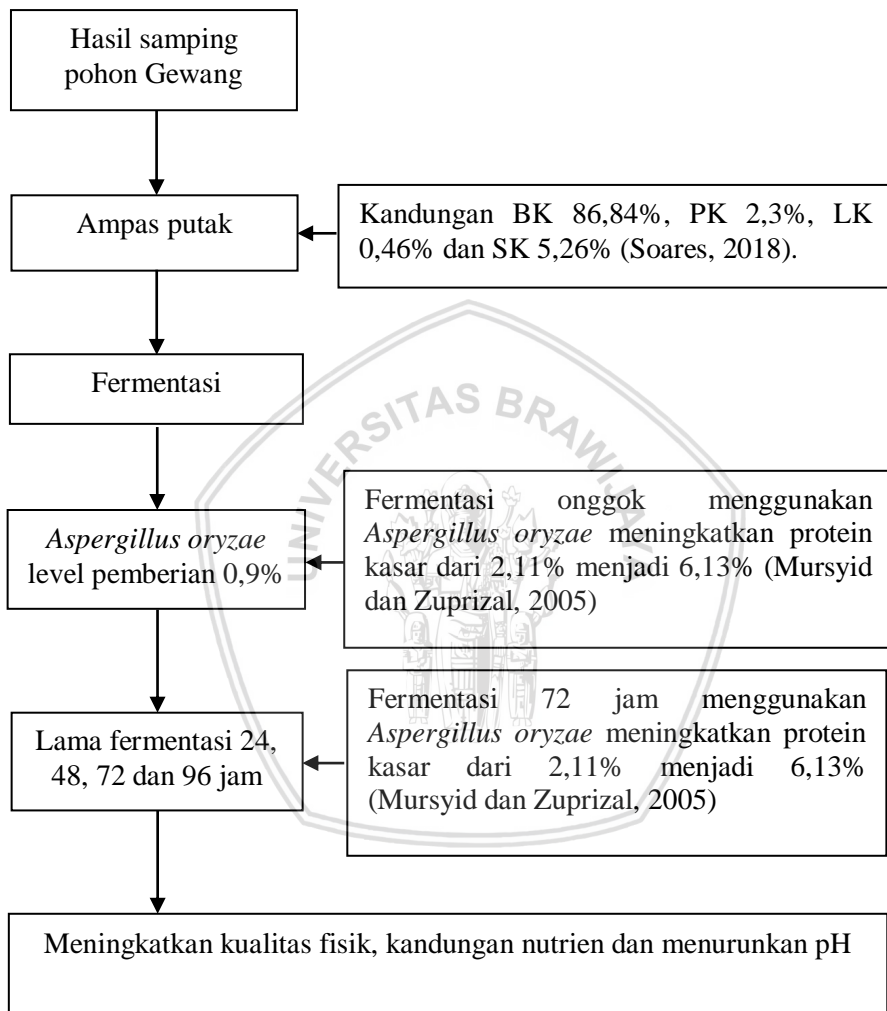 Hasil samping
pohon Gewang
Ampas putak
Kandungan BK 86,84%, PK 2,3%, LK
0,46% dan SK 5,26% (Soares, 2018).
Fermentasi
UNIVERSITAS BRAWIJAYA
Aspergillus oryzae
level pemberian 0,9%
Fermentasi onggok menggunakan
Aspergillus oryzae meningkatkan protein
kasar dari 2,11% menjadi 6,13% (Mursyid
dan Zuprizal, 2005)
Lama fermentasi 24,
48, 72 dan 96 jam
Fermentasi 72 jam menggunakan
Aspergillus oryzae meningkatkan protein
kasar dari 2,11% menjadi 6,13%
(Mursyid dan Zuprizal, 2005)
Meningkatkan kualitas fisik, kandungan nutrien dan menurunkan pH